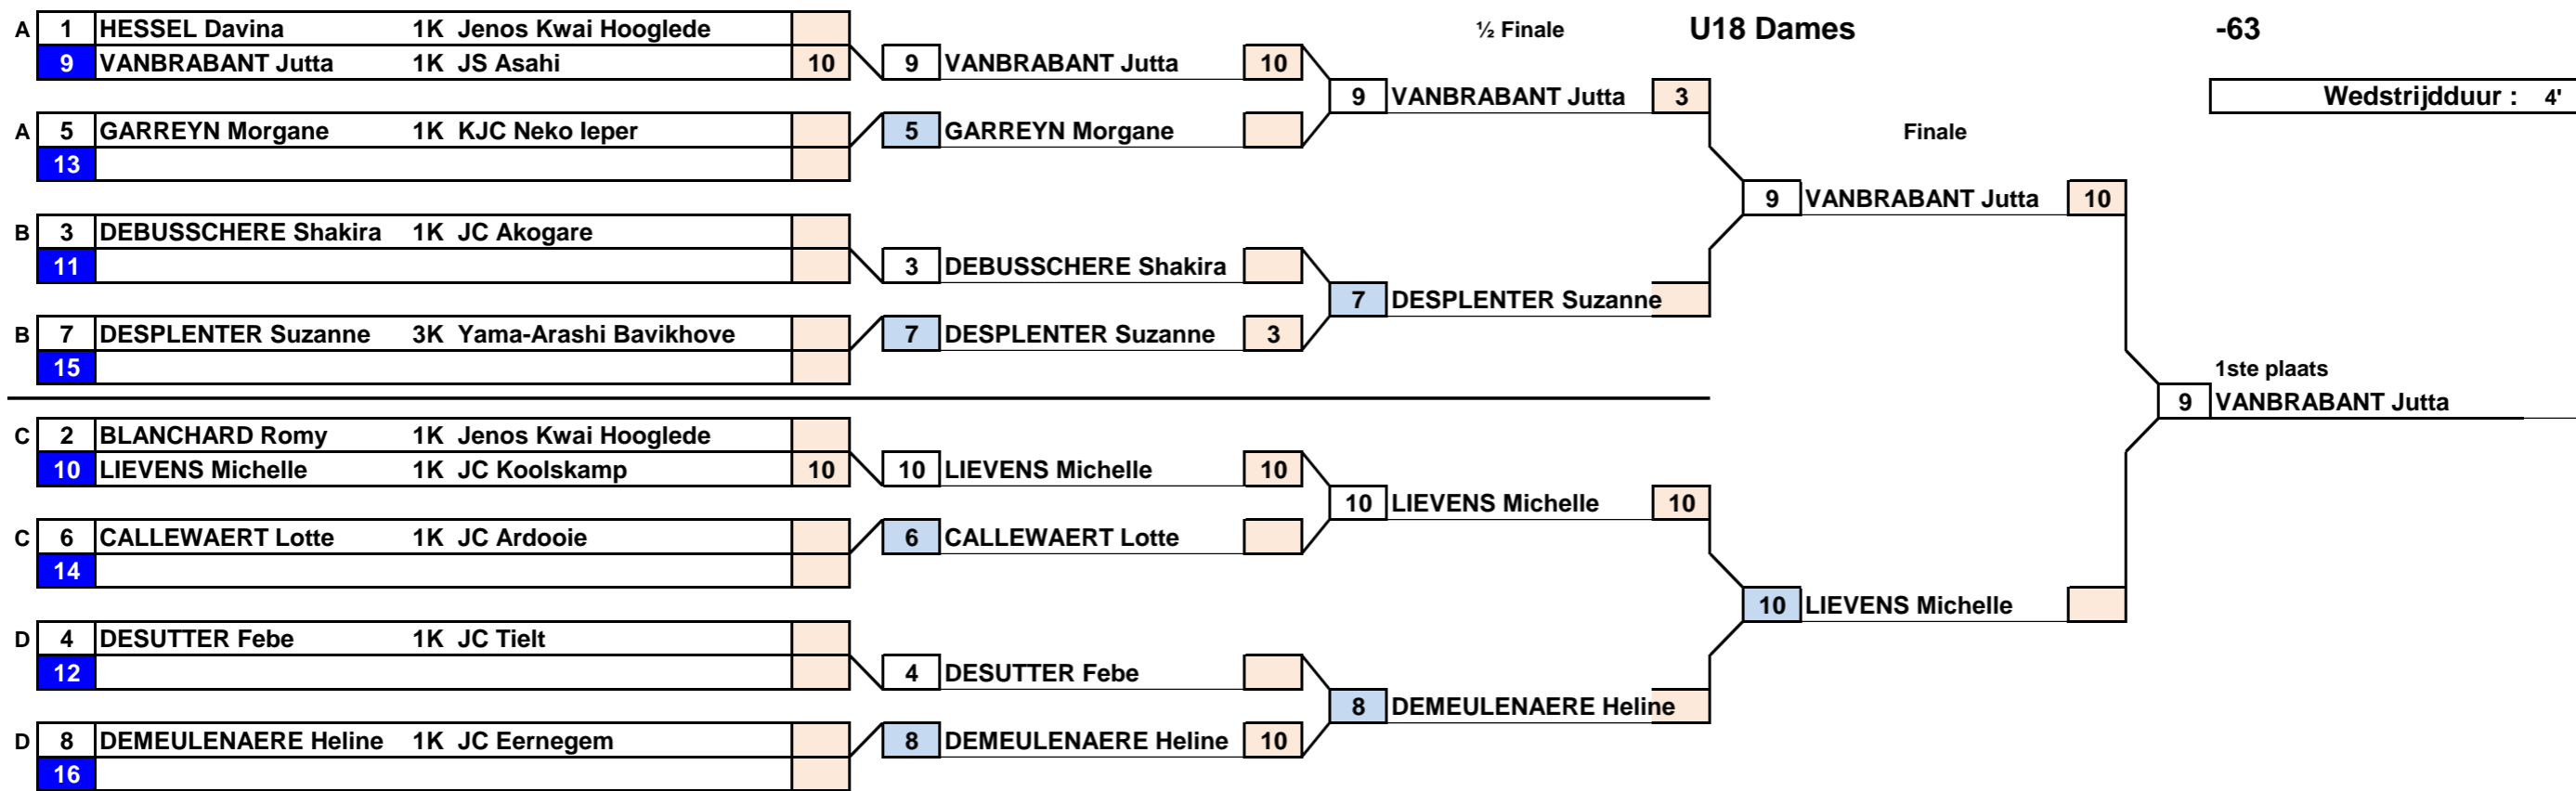 ½ Finale U18 Dames -63
A 1 HESSEL Davina 1K Jenos Kwai Hooglede
9 VANBRABANT Jutta 1K JS Asahi 10
9 VANBRABANT Jutta 10
9 VANBRABANT Jutta 3
Wedstrijdduur : 4'
A 5 GARREYN Morgane 1K KJC Neko Ieper
5 GARREYN Morgane
Finale
13
9 VANBRABANT Jutta 10
B 3 DEBUSSCHERE Shakira 1K JC Akogare
11
3 DEBUSSCHERE Shakira
7 DESPLENTER Suzanne
B 7 DESPLENTER Suzanne 3K Yama-Arashi Bavikhove
7 DESPLENTER Suzanne 3
15
1ste plaats
9 VANBRABANT Jutta
C 2 BLANCHARD Romy 1K Jenos Kwai Hooglede
10 LIEVENS Michelle 1K JC Koolskamp 10
10 LIEVENS Michelle 10
10 LIEVENS Michelle 10
C 6 CALLEWAERT Lotte 1K JC Ardooie
6 CALLEWAERT Lotte
14
10 LIEVENS Michelle
D 4 DESUTTER Febe 1K JC Tielt
12
4 DESUTTER Febe
8 DEMEULENAERE Heline
D 8 DEMEULENAERE Heline 1K JC Eernegem
8 DEMEULENAERE Heline 10
16